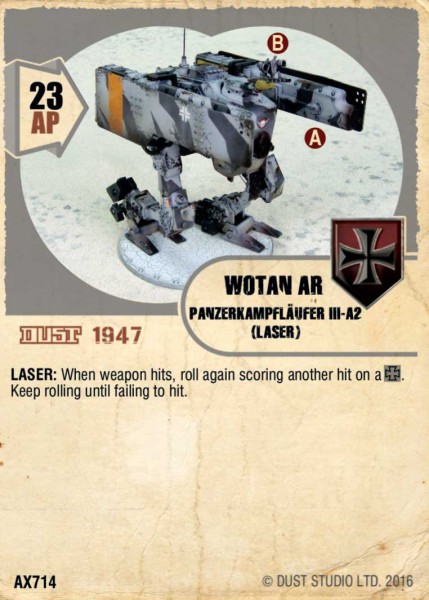 23
AP
B
A
WOTAN AR
PANZERKAMPFLÄUFER III-A2
(LASER)
DUST 1947
LASER: When weapon hits, roll again scoring another hit on a .
Keep rolling until failing to hit.
AX714
© DUST STUDIO LTD. 2016